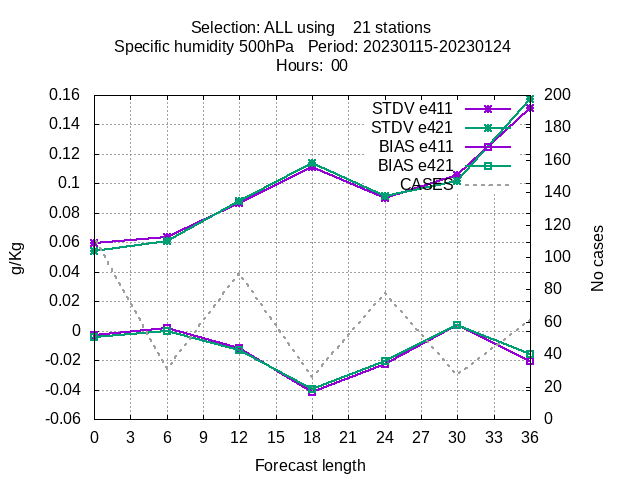 Selection: ALL using    21 stations
Specific humidity 500hPa   Period: 20230115-20230124
Hours:  00
STDV e411
STDV e421
BIAS e411
BIAS e421
CASES
g/Kg
0.16
0.14
0.12
0.1
0.08
0.06
0.04
0.02
0
-0.02
-0.04
-0.06
No cases
200
180
160
140
120
100
80
60
40
20
0
0 3 6 9 12 15 18 21 24 27 30 33 36
Forecast length